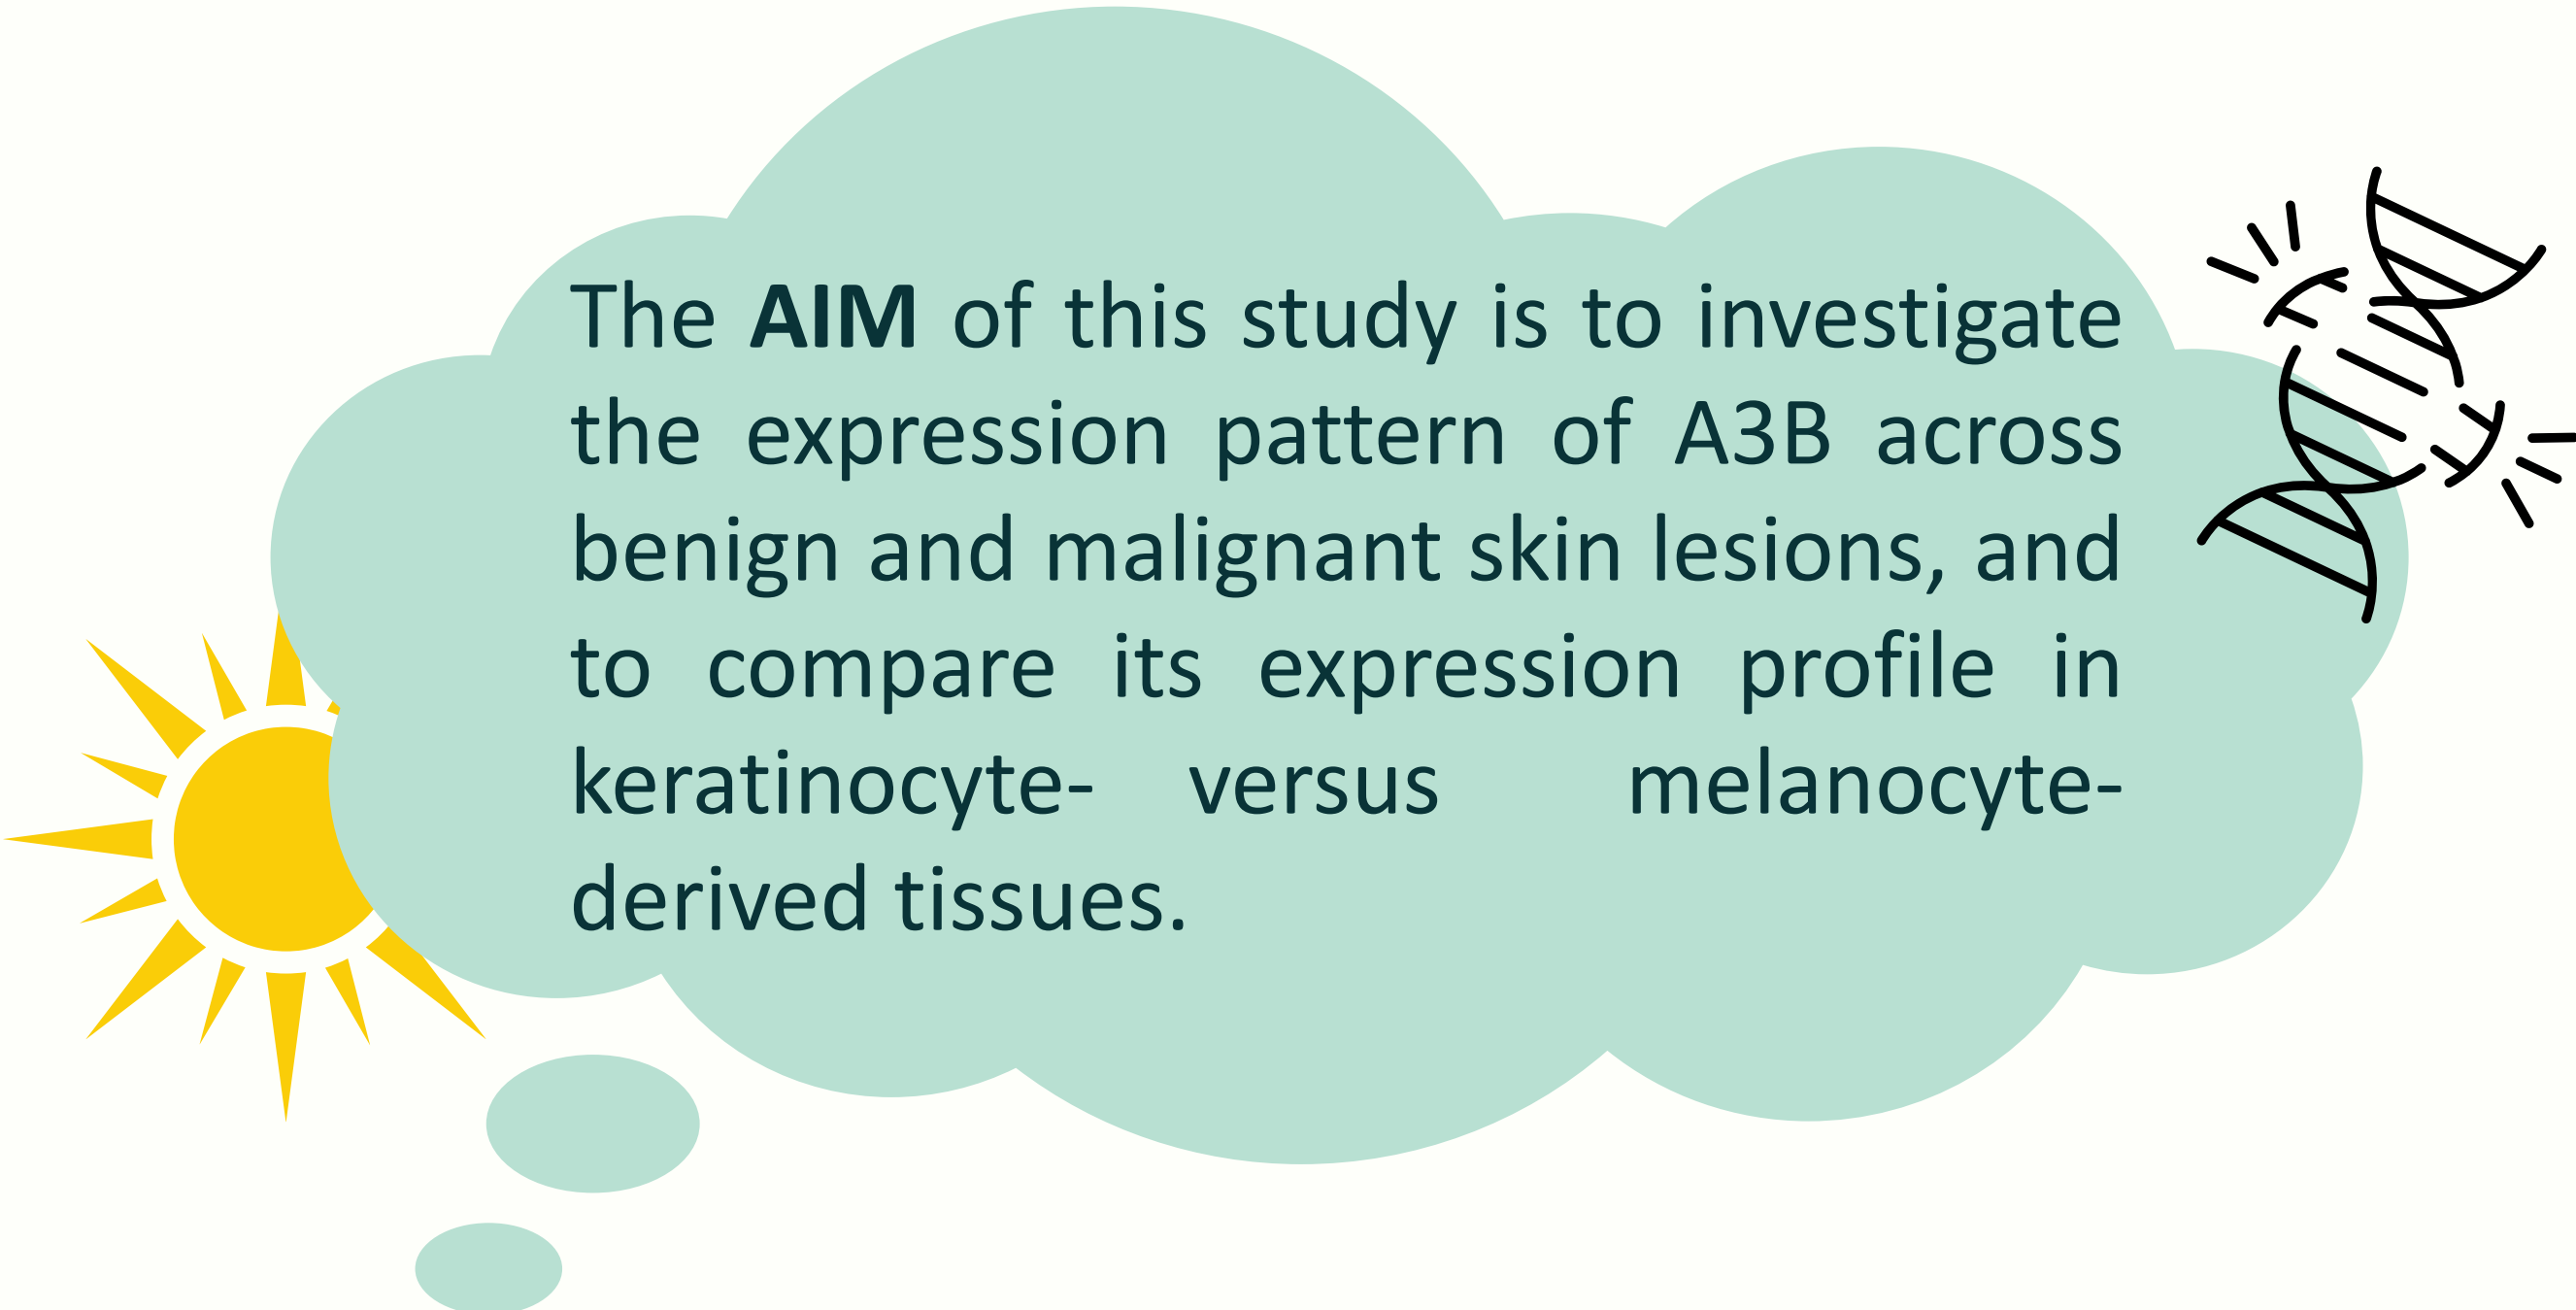 The AIM of this study is to investigate
the expression pattern of A3B across
benign and malignant skin lesions, and
to compare its expression profile in
keratinocyte- versus melanocyte-
derived tissues.